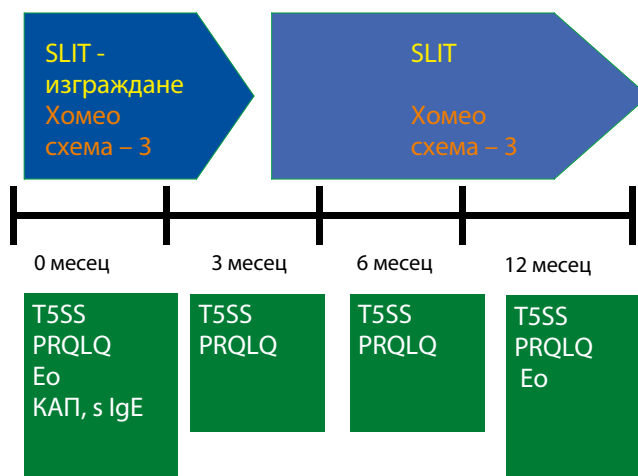 SLIT -
изграждане
Хомео
схема – 3
SLIT
Хомео
схема – 3
0 месец
3 месец
6 месец
12 месец
T5SS
PRQLQ
Eo
КАП, s IgE
T5SS
PRQLQ
T5SS
PRQLQ
T5SS
PRQLQ
Eo